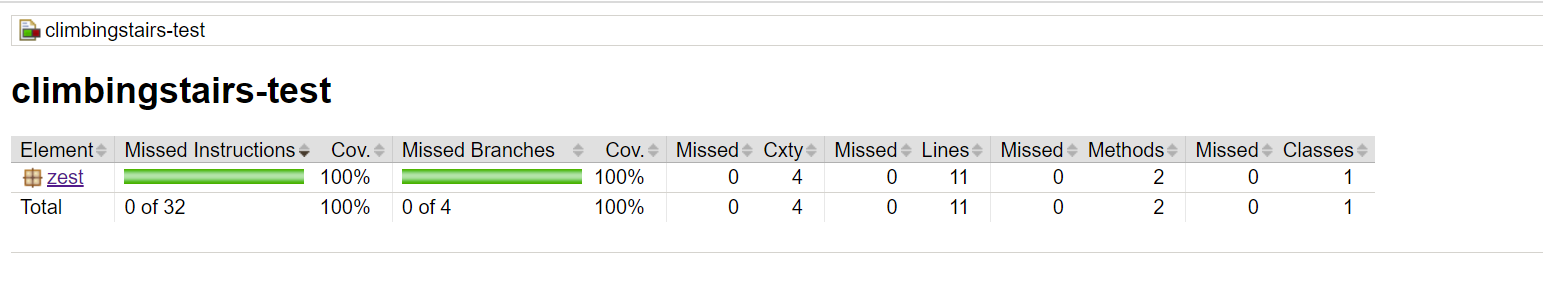 climbingstairs-test
climbingstairs-test
Element Missed Instructions Cov. Missed Branches Cov. Missed Cxty Missed Lines Missed Methods Missed Classes
zest 100% 100% 0 4 0 11 0 2 0 1
Total 0 of 32 100% 0 of 4 100% 0 4 0 11 0 2 0 1